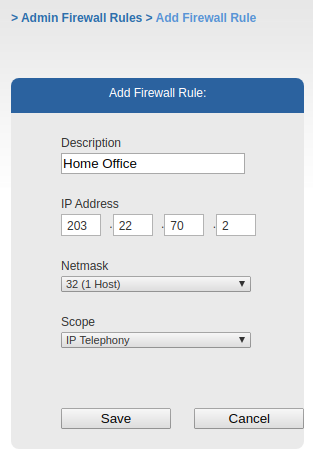 > Admin Firewall Rules > Add Firewall Rule
Add Firewall Rule:
Description
Home Office
IP Address
203 . 22 . 70 . 2
Netmask
32 (1 Host)
Scope
IP Telephony
Save Cancel